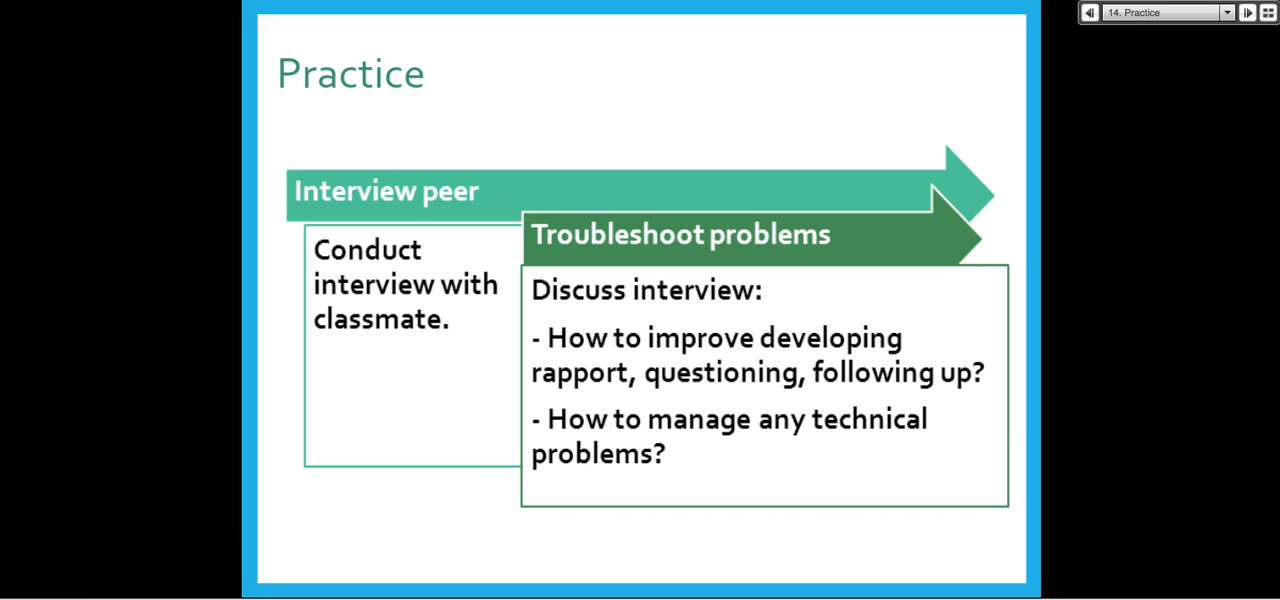 14. Practice
Practice
Interview peer
Conduct
interview with
classmate.
Troubleshoot problems
Discuss interview:
- How to improve developing
rapport, questioning, following up?
- How to manage any technical
problems?